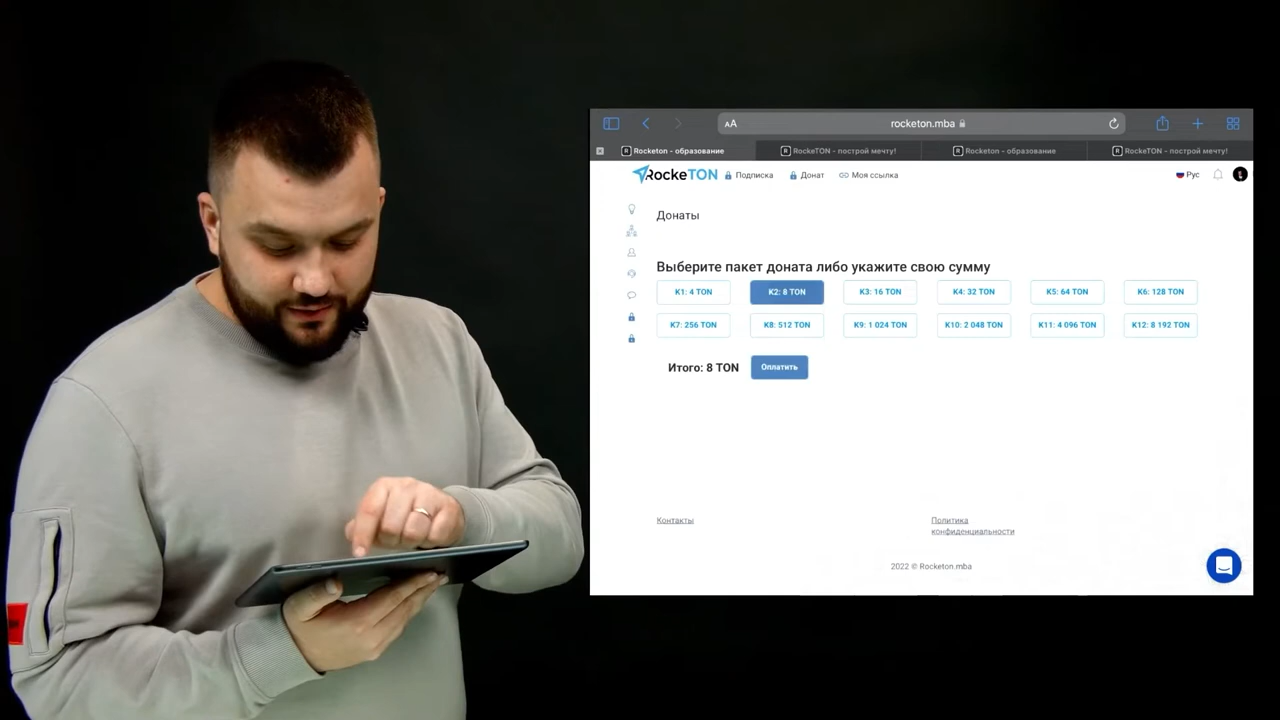 AA
rocketon.mba
Rocketon - образование
RockeTON - построй мечту!
Rocketon - образование
RockeTON - построй мечту!
RockeTON
Подписка
Донат
Моя ссылка
Рус
Донаты
Выберите пакет доната либо укажите свою сумму
K1: 4 TON
K2: 8 TON
K3: 16 TON
K4: 32 TON
K5: 64 TON
K6: 128 TON
K7: 256 TON
K8: 512 TON
K9: 1 024 TON
K10: 2 048 TON
K11: 4 096 TON
K12: 8 192 TON
Итого: 8 TON
Оплатить
Контакты
Политика
конфиденциальности
2022 © Rocketon.mba